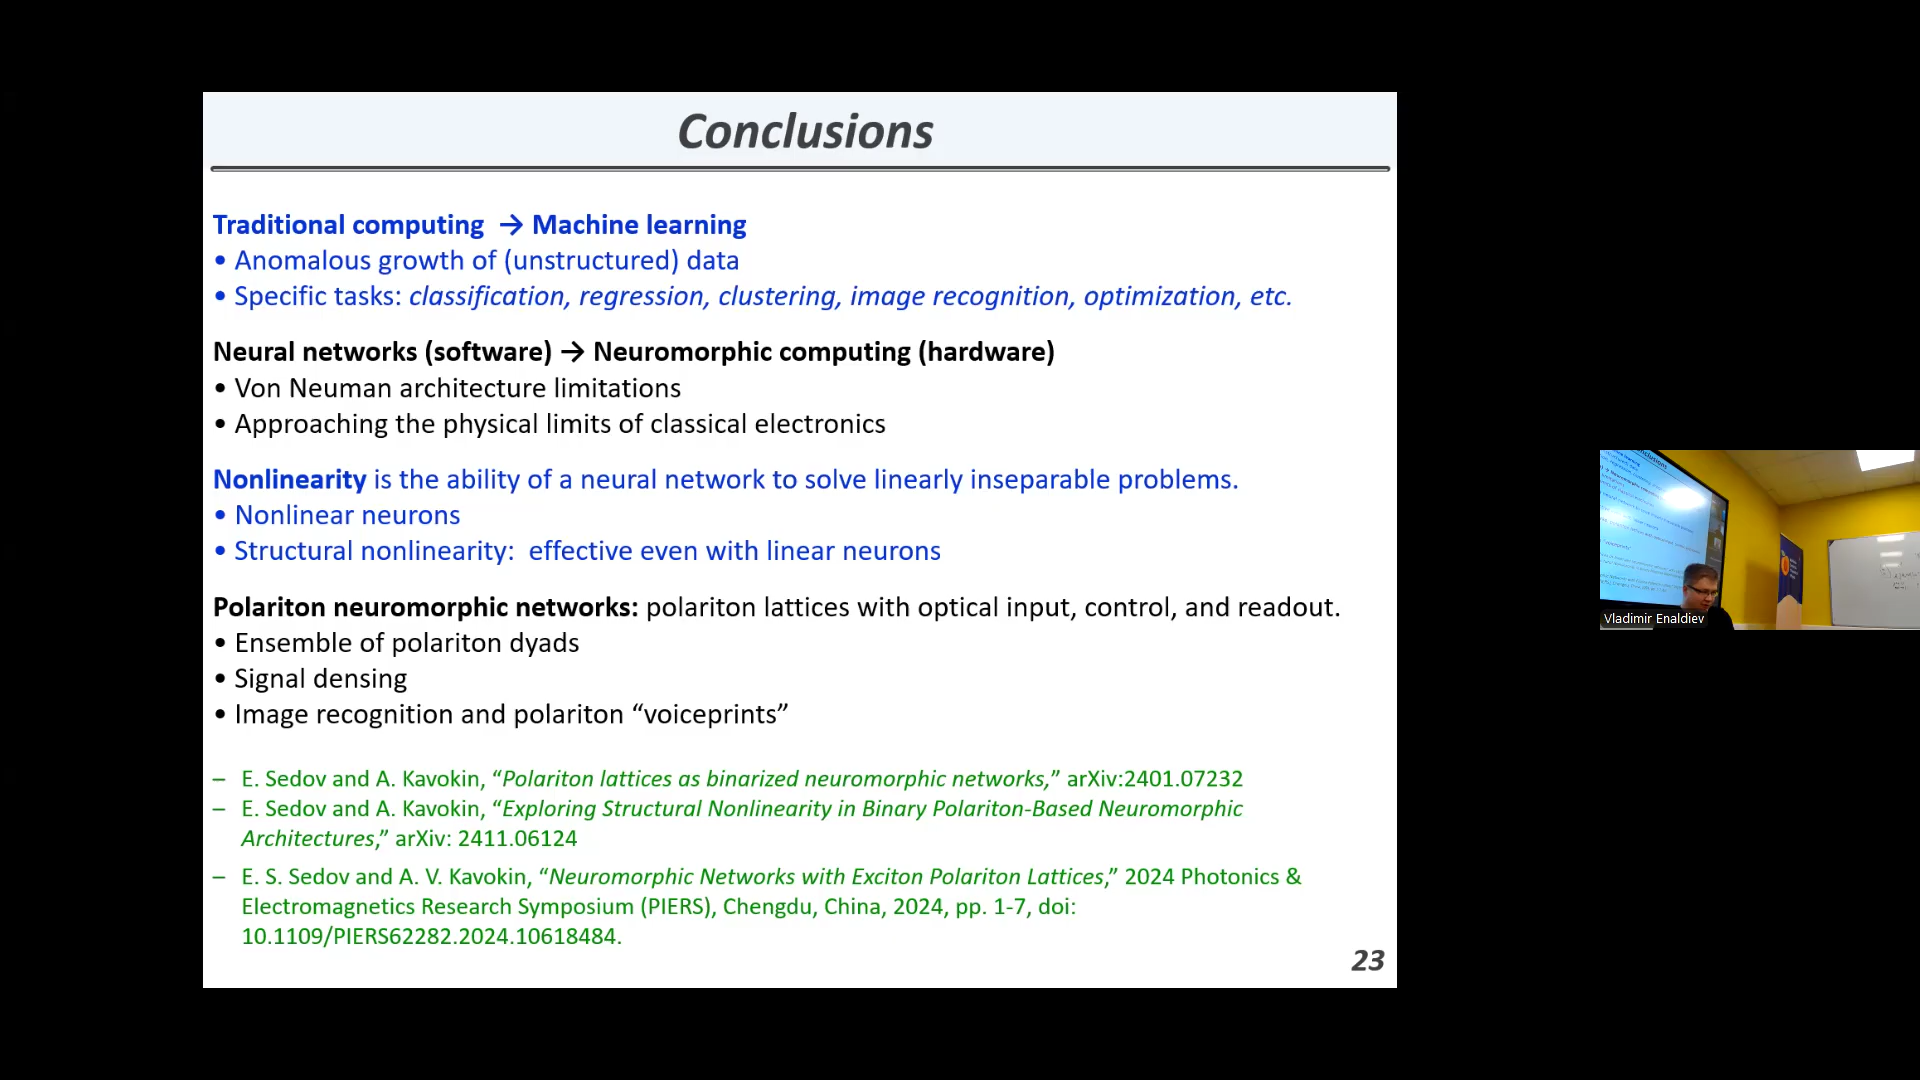 Conclusions
Traditional computing → Machine learning
• Anomalous growth of (unstructured) data
• Specific tasks: classification, regression, clustering, image recognition, optimization, etc.
Neural networks (software) → Neuromorphic computing (hardware)
• Von Neuman architecture limitations
• Approaching the physical limits of classical electronics
Nonlinearity is the ability of a neural network to solve linearly inseparable problems.
• Nonlinear neurons
• Structural nonlinearity: effective even with linear neurons
Polariton neuromorphic networks: polariton lattices with optical input, control, and readout.
• Ensemble of polariton dyads
• Signal densing
• Image recognition and polariton “voiceprints”
– E. Sedov and A. Kavokin, “Polariton lattices as binarized neuromorphic networks,” arXiv:2401.07232
– E. Sedov and A. Kavokin, “Exploring Structural Nonlinearity in Binary Polariton-Based Neuromorphic
Architectures,” arXiv: 2411.06124
– E. S. Sedov and A. V. Kavokin, “Neuromorphic Networks with Exciton Polariton Lattices,” 2024 Photonics &
Electromagnetics Research Symposium (PIERS), Chengdu, China, 2024, pp. 1-7, doi:
10.1109/PIERS62282.2024.10618484.
23
Vladimir Enaldiev